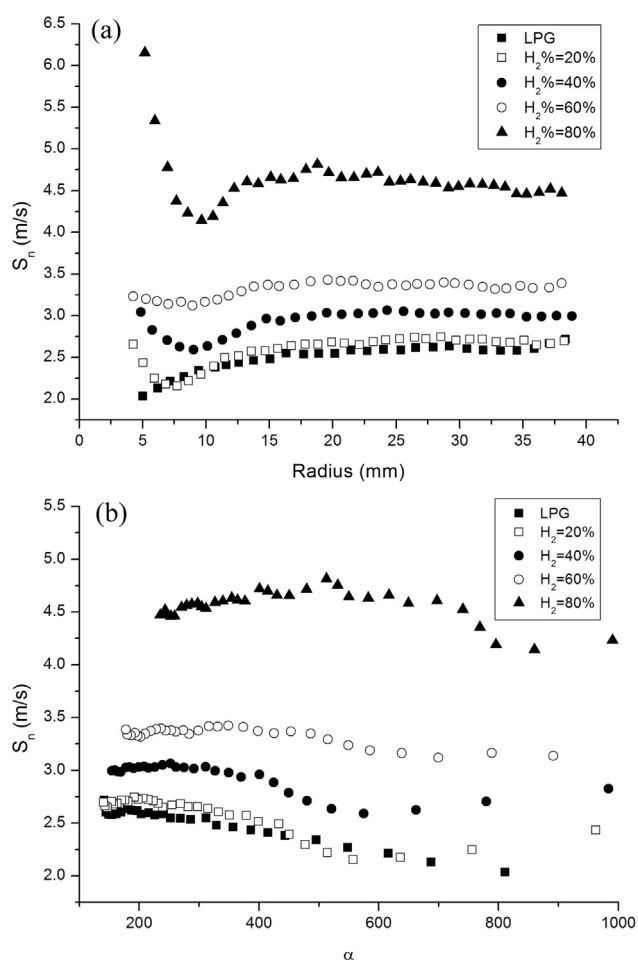 (a)
LPG
H₂%=20%
H₂%=40%
H₂%=60%
H₂%=80%
6.5
6.0
5.5
5.0
4.5
4.0
3.5
3.0
2.5
2.0
Sₙ (m/s)
0 5 10 15 20 25 30 35 40
Radius (mm)
(b)
LPG
H₂=20%
H₂=40%
H₂=60%
H₂=80%
5.5
5.0
4.5
4.0
3.5
3.0
2.5
2.0
Sₙ (m/s)
200 400 600 800 1000
α